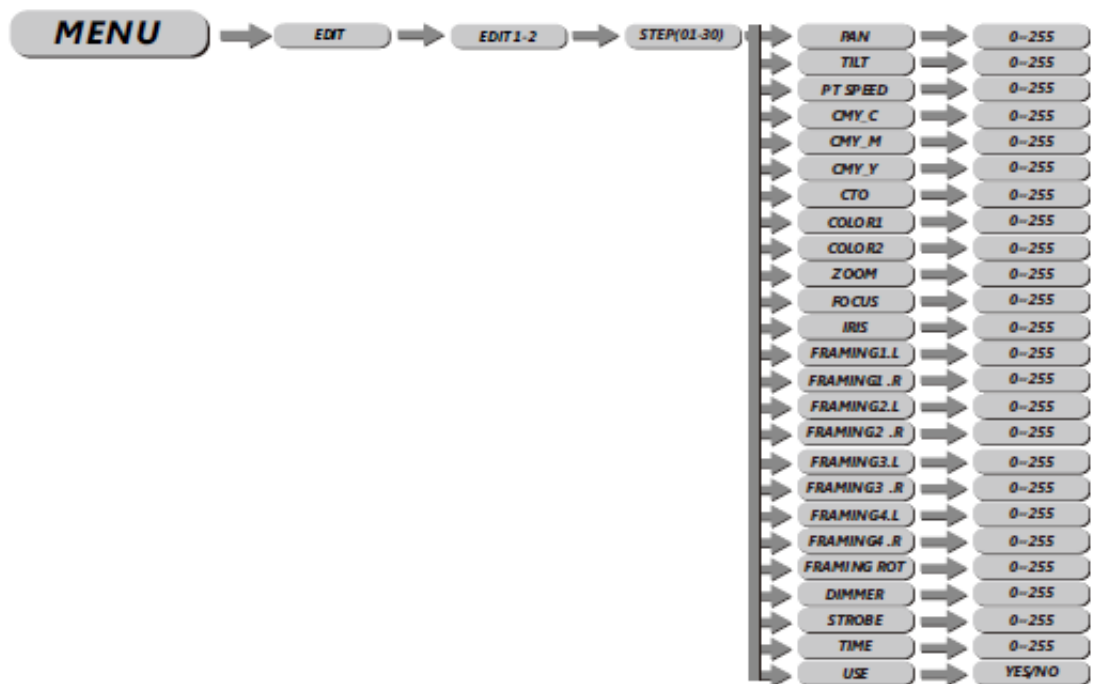 MENU EDIT EDIT 1-2 STEP(01-30) PAN 0-255
TILT 0-255
PT SPEED 0-255
CMY_C 0-255
CMY_M 0-255
CMY_Y 0-255
CTO 0-255
COLOR1 0-255
COLOR2 0-255
ZOOM 0-255
FOCUS 0-255
IRIS 0-255
FRAMING1.L 0-255
FRAMING1 .R 0-255
FRAMING2.L 0-255
FRAMING2 .R 0-255
FRAMING3.L 0-255
FRAMING3 .R 0-255
FRAMING4.L 0-255
FRAMING4 .R 0-255
FRAMING ROT 0-255
DIMMER 0-255
STROBE 0-255
TIME 0-255
USE YES/NO